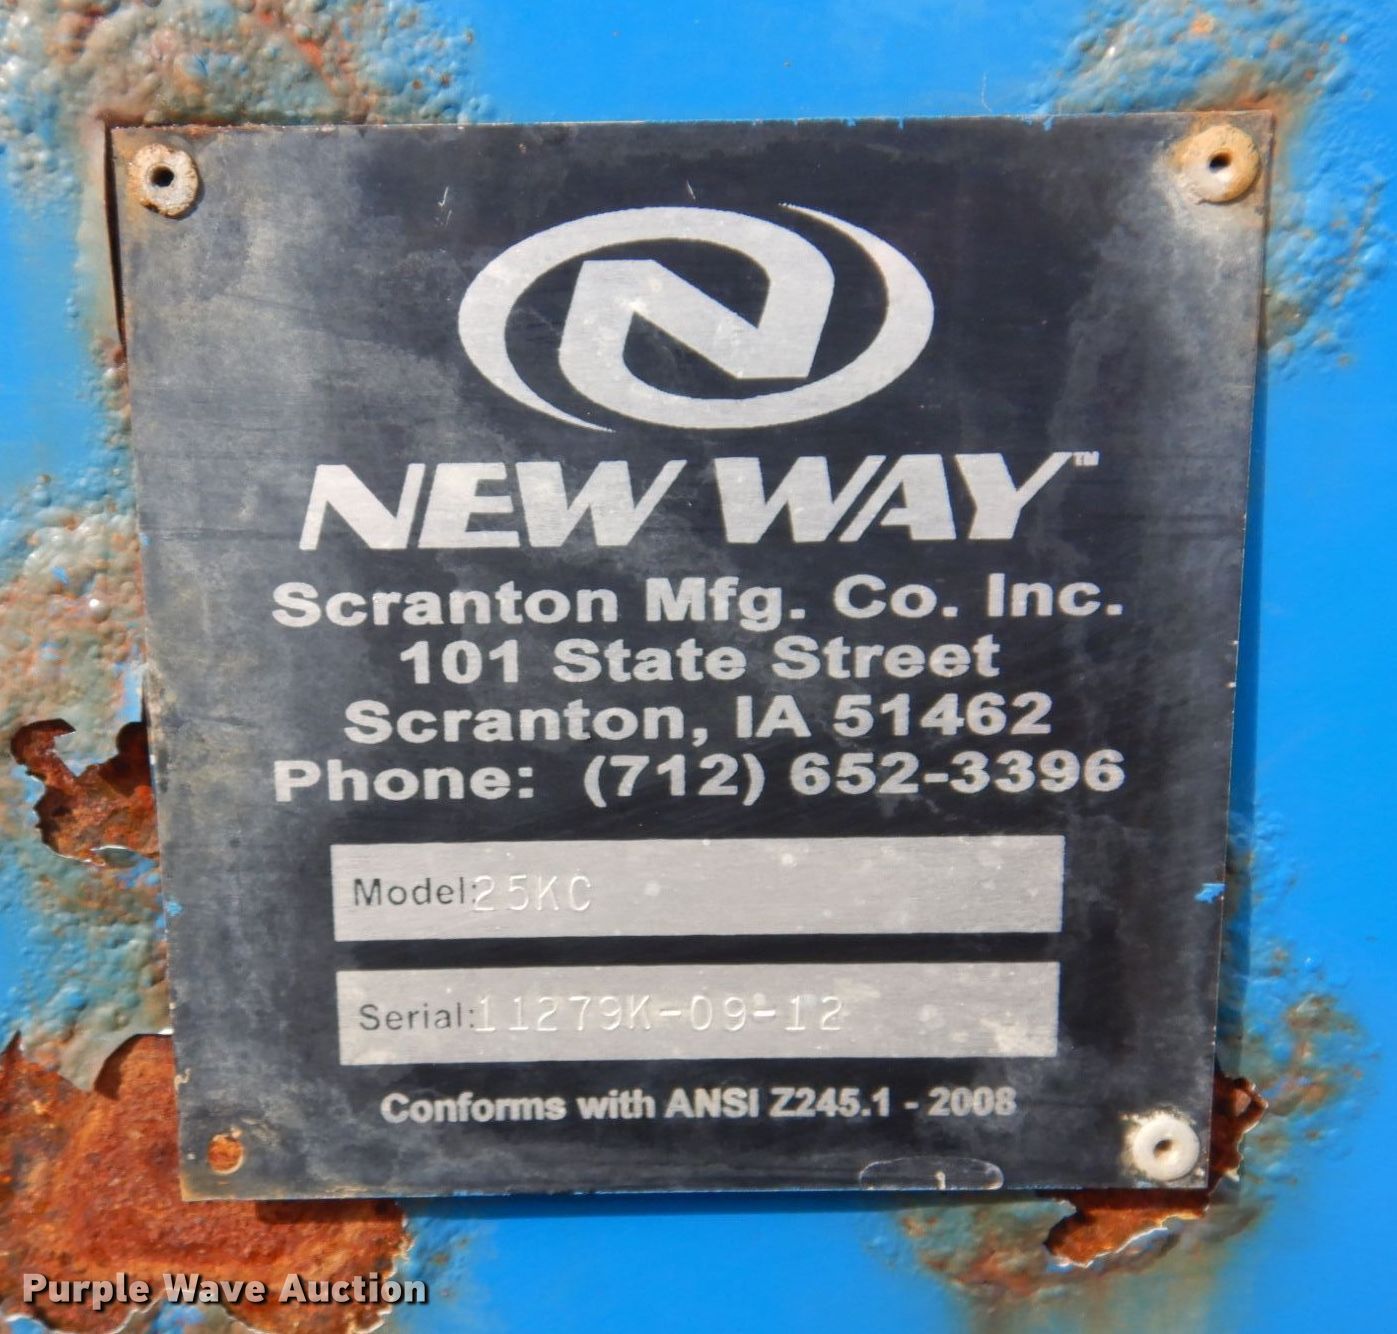 NEW WAY™
Scranton Mfg. Co. Inc.
101 State Street
Scranton, IA 51462
Phone: (712) 652-3396
Model: 25KC
Serial: 11279K-09-12
Conforms with ANSI Z245.1 - 2008
Purple Wave Auction